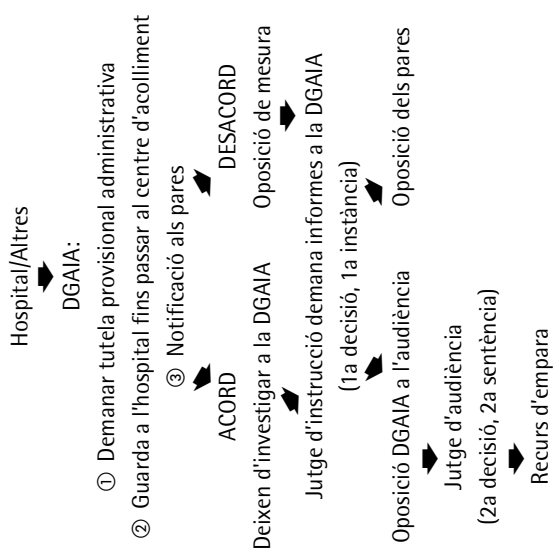 Hospital/Altres
DGAIA:
① Demanar tutela provisional administrativa
② Guarda a l'hospital fins passar al centre d'acolliment
③ Notificació als pares
ACORD
DESACORD
Deixen d'investigar a la DGAIA
Oposició de mesura
Jutge d'instrucció demana informes a la DGAIA
(1a decisió, 1a instància)
Oposició DGAIA a l'audiència
Oposició dels pares
Jutge d'audiència
(2a decisió, 2a sentència)
Recurs d'empara